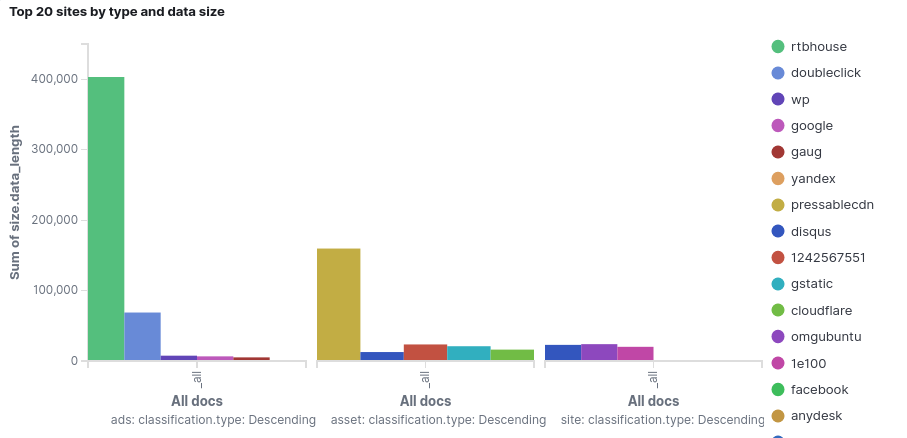 Top 20 sites by type and data size
Sum of size.data_length
400,000
300,000
200,000
100,000
0
_all
All docs
ads: classification.type: Descending
_all
All docs
asset: classification.type: Descending
_all
All docs
site: classification.type: Descending
rtbhouse
doubleclick
wp
google
gaug
yandex
pressablecdn
disqus
1242567551
gstatic
cloudflare
omgubuntu
1e100
facebook
anydesk